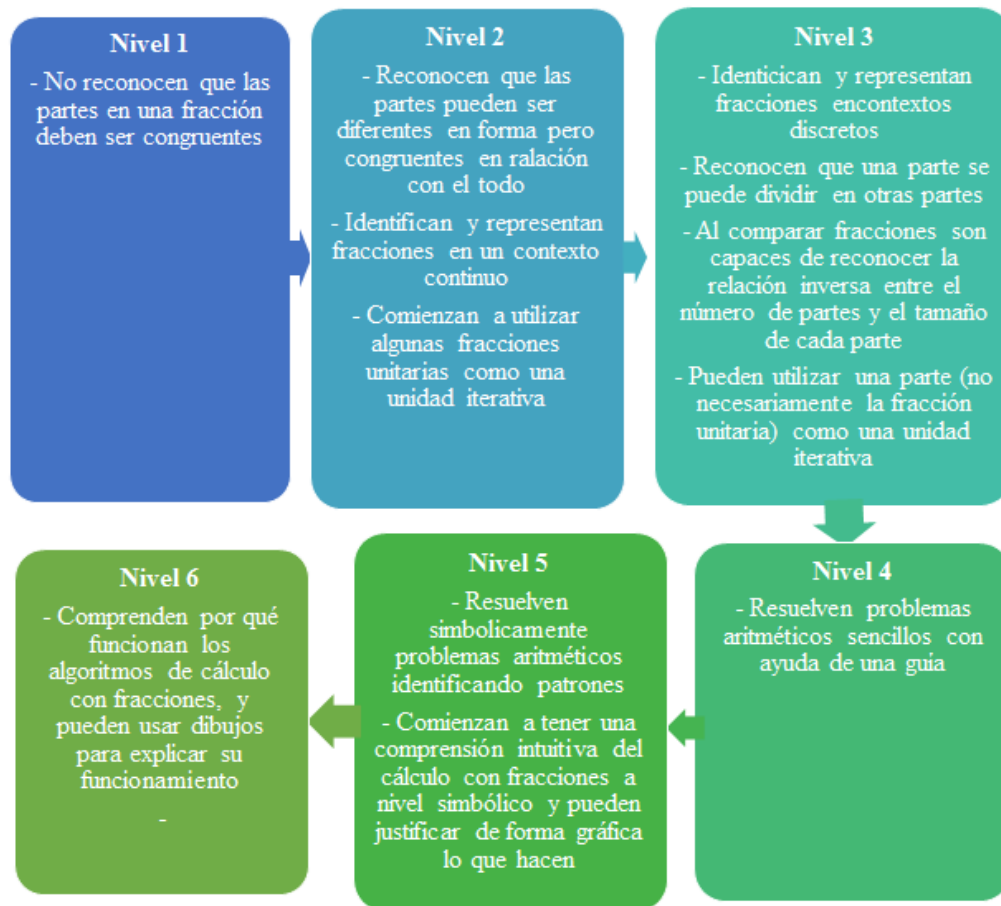 Nivel 1
- No reconocen que las
partes en una fracción
deben ser congruentes
Nivel 2
- Reconocen que las
partes pueden ser
diferentes en forma pero
congruentes en ralación
con el todo
- Identifican y representan
fracciones en un contexto
continuo
- Comienzan a utilizar
algunas fracciones
unitarias como una
unidad iterativa
Nivel 3
- Identicican y representan
fracciones encontextos
discretos
- Reconocen que una parte se
puede dividir en otras partes
- Al comparar fracciones son
capaces de reconocer la
relación inversa entre el
número de partes y el tamaño
de cada parte
- Pueden utilizar una parte (no
necesariamente la fracción
unitaria) como una unidad
iterativa
Nivel 4
- Resuelven problemas
aritméticos sencillos con
ayuda de una guía
Nivel 5
- Resuelven
simbolicamente
problemas aritméticos
identificando patrones
- Comienzan a tener una
comprensión intuitiva del
cálculo con fracciones a
nivel simbólico y pueden
justificar de forma gráfica
lo que hacen
Nivel 6
- Comprenden por qué
funcionan los
algoritmos de cálculo
con fracciones, y
pueden usar dibujos
para explicar su
funcionamiento
-